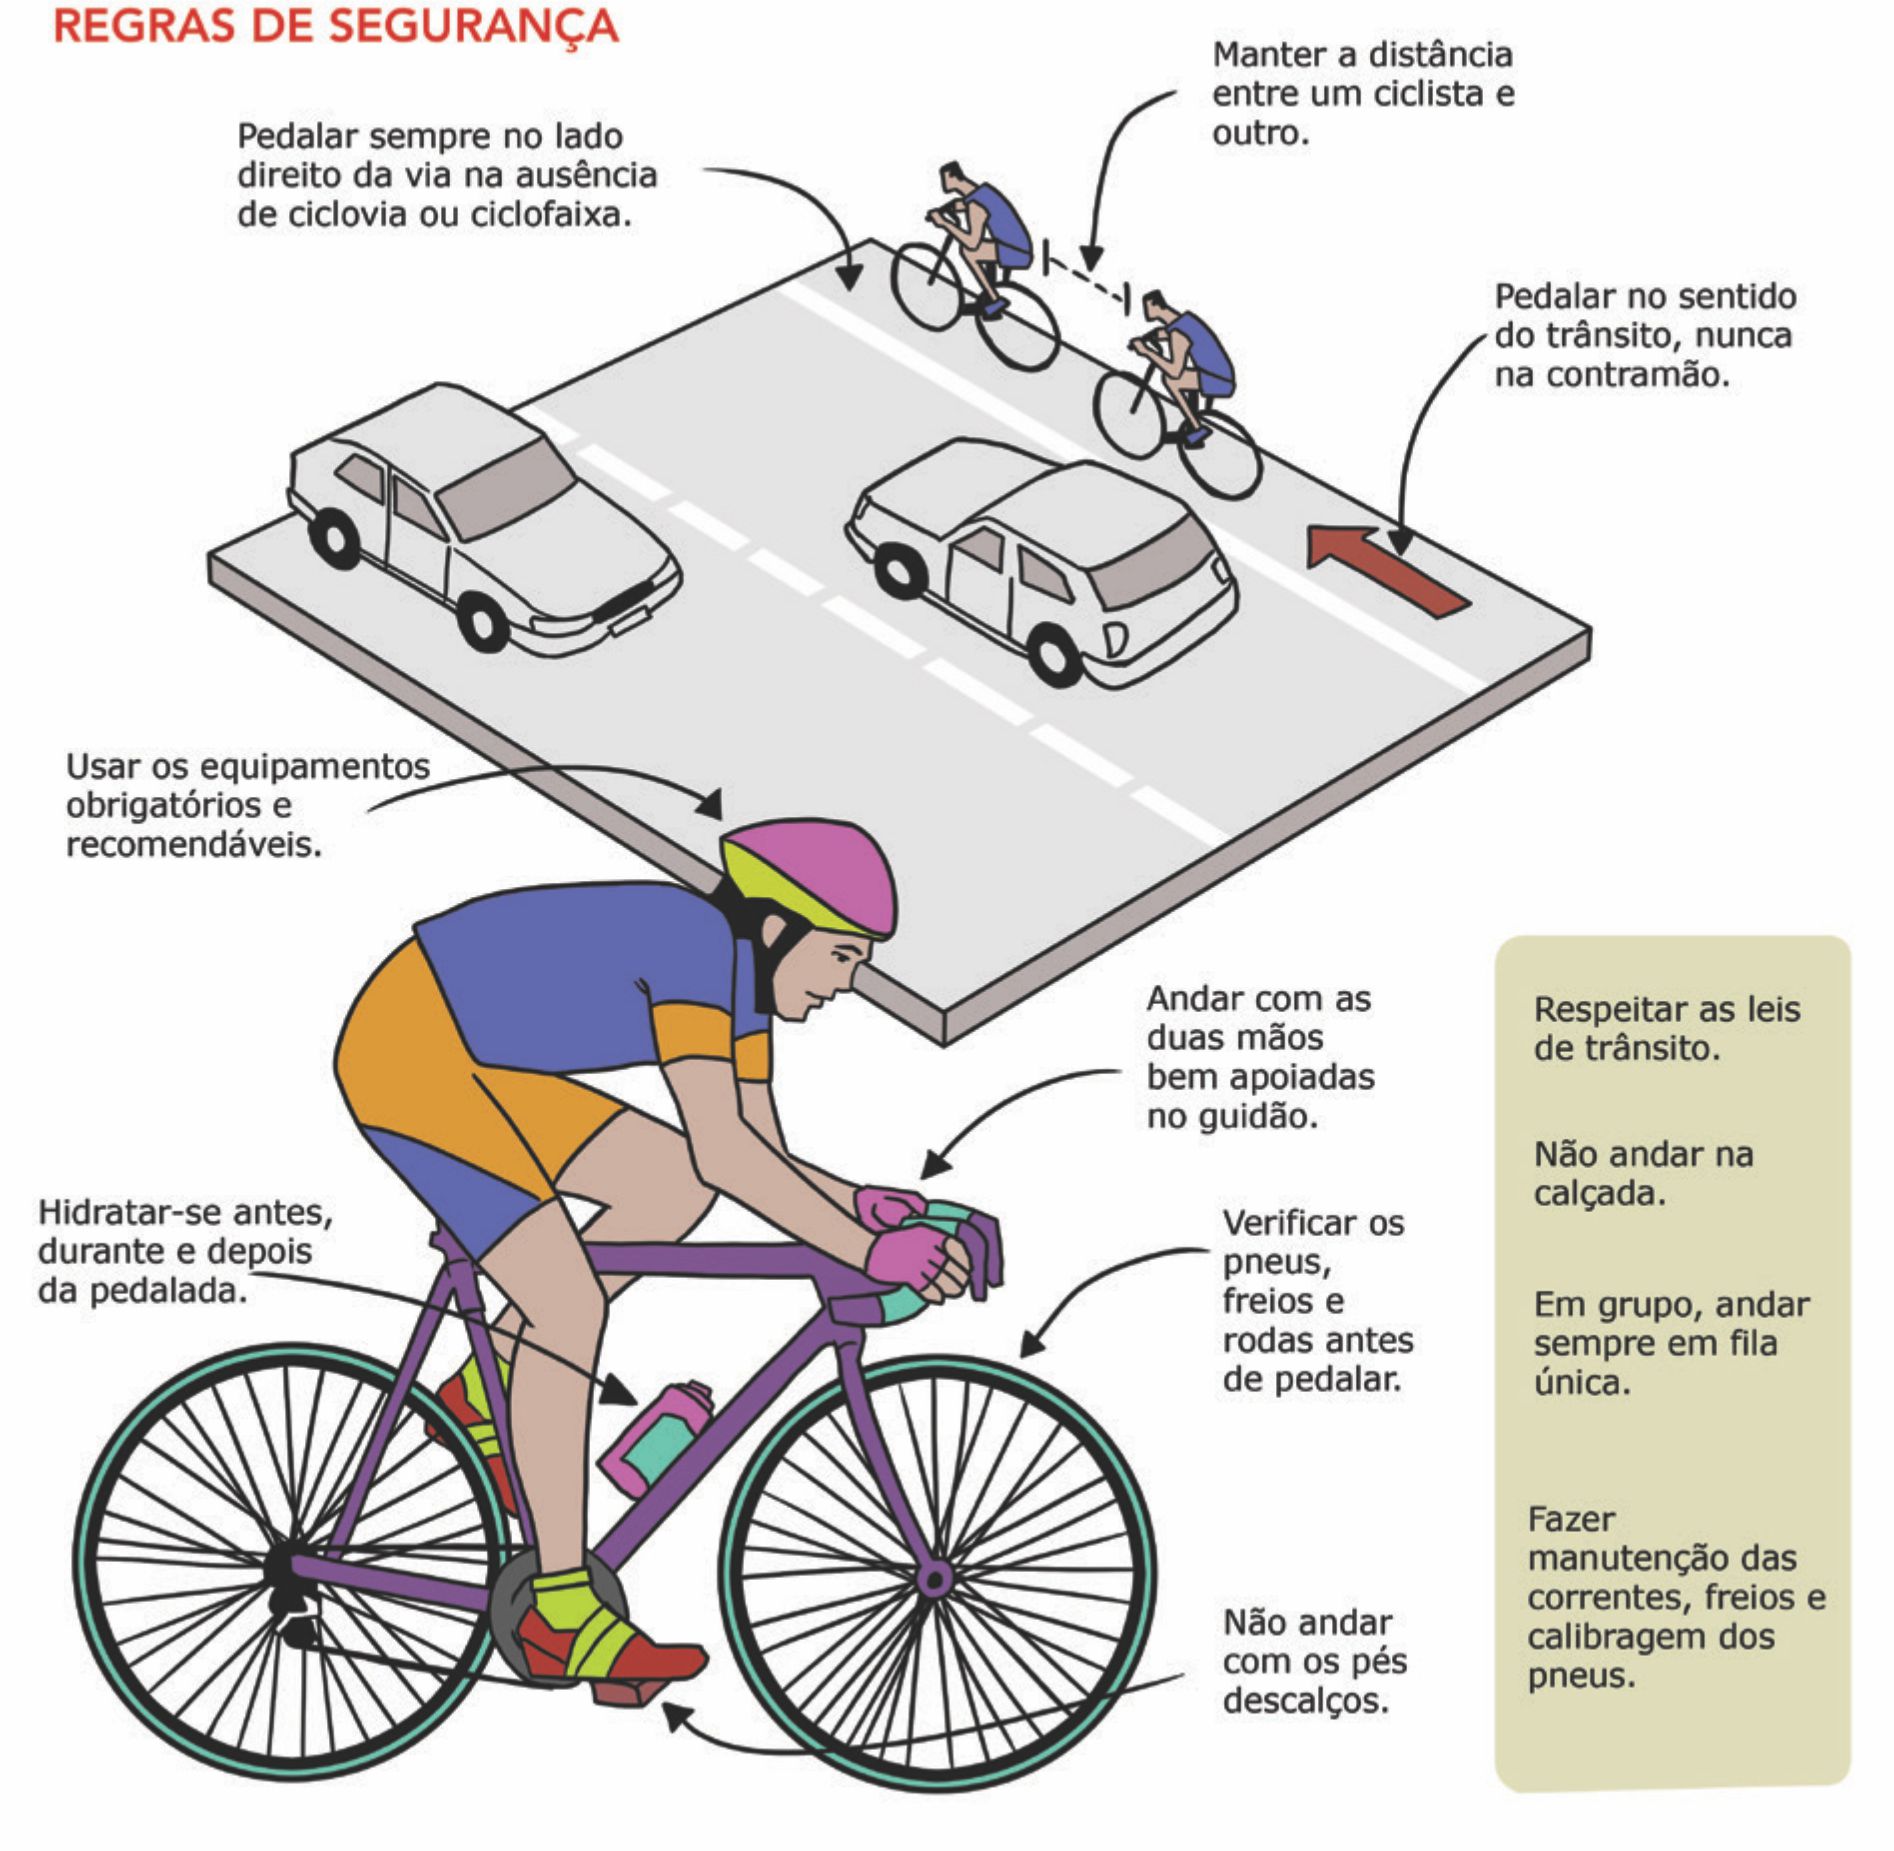 REGRAS DE SEGURANÇA
Manter a distância
entre um ciclista e
outro.
Pedalar sempre no lado
direito da via na ausência
de ciclovia ou ciclofaixa.
Pedalar no sentido
do trânsito, nunca
na contramão.
Usar os equipamentos
obrigatórios e
recomendáveis.
Andar com as
duas mãos
bem apoiadas
no guidão.
Hidratar-se antes,
durante e depois
da pedalada.
Verificar os
pneus,
freios e
rodas antes
de pedalar.
Não andar
com os pés
descalços.
Respeitar as leis
de trânsito.
Não andar na
calçada.
Em grupo, andar
sempre em fila
única.
Fazer
manutenção das
correntes, freios e
calibragem dos
pneus.